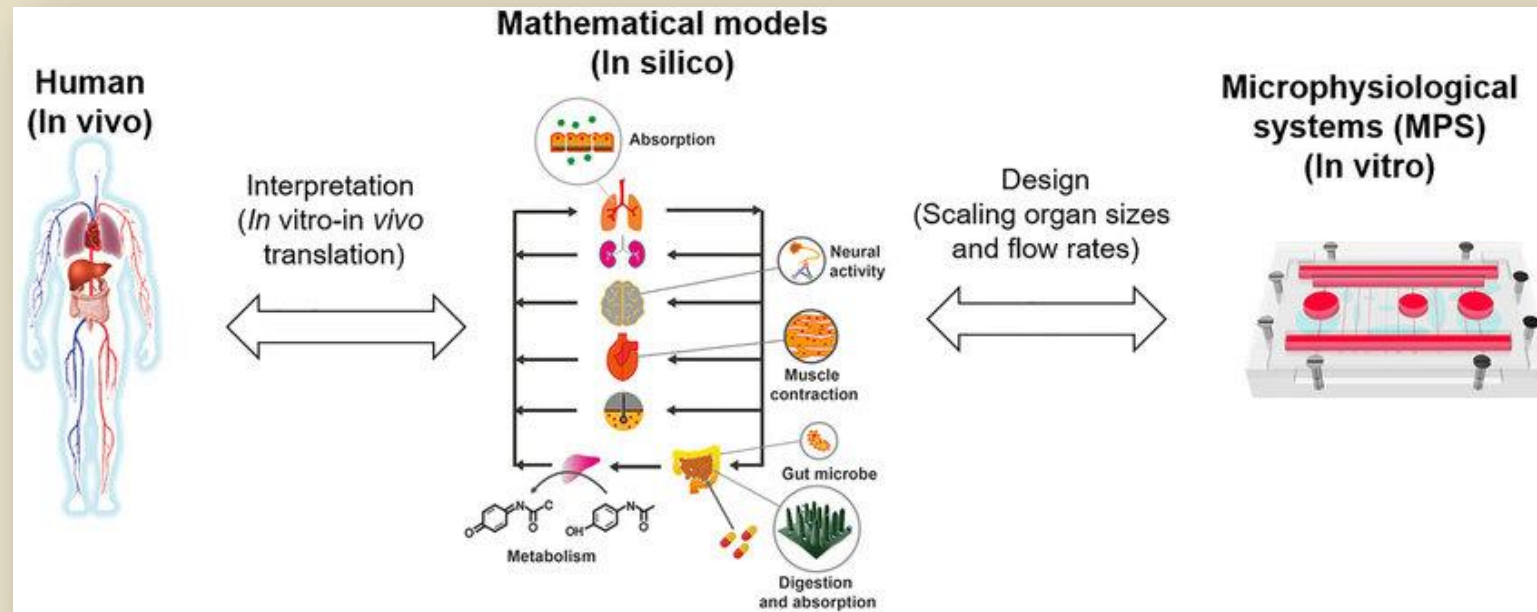 Human
(In vivo)
Interpretation
(In vitro-in vivo
translation)
Mathematical models
(In silico)
Absorption
Neural
activity
Muscle
contraction
Gut microbe
Digestion
and absorption
Metabolism
O
N
C
O
OH
N
O
Design
(Scaling organ sizes
and flow rates)
Microphysiological
systems (MPS)
(In vitro)